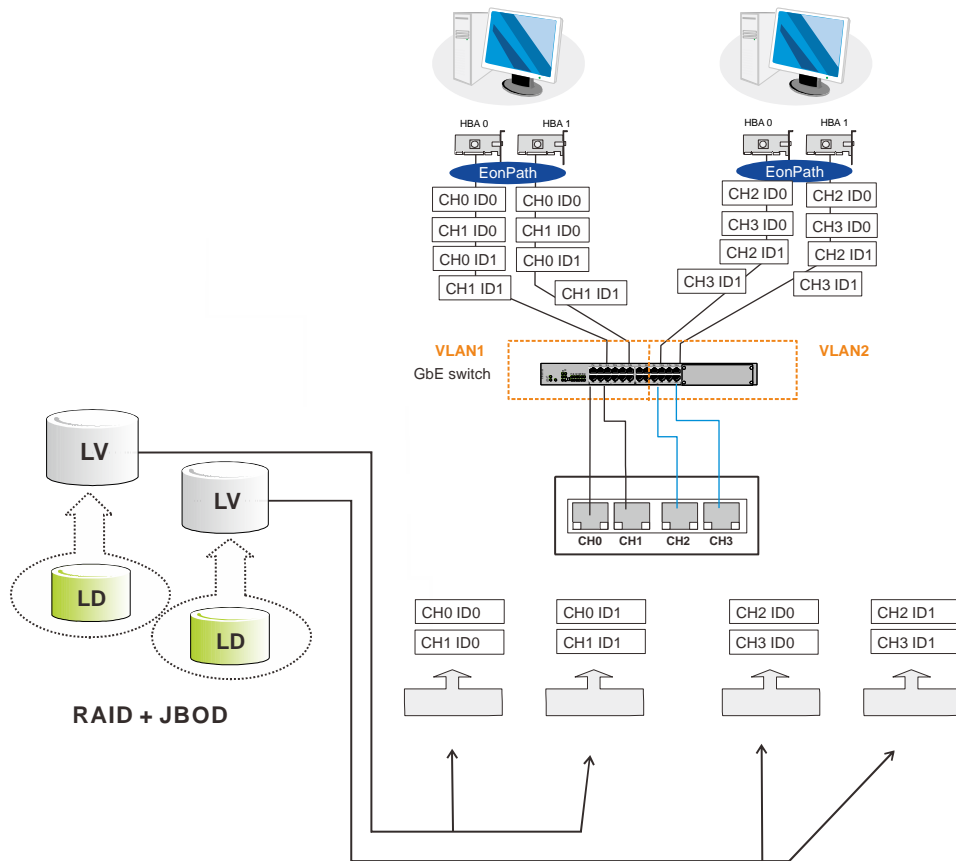 HBA 0
HBA 1
HBA 0
HBA 1
EonPath
EonPath
CH0 ID0
CH0 ID0
CH2 ID0
CH2 ID0
CH1 ID0
CH1 ID0
CH3 ID0
CH3 ID0
CH0 ID1
CH0 ID1
CH2 ID1
CH2 ID1
CH1 ID1
CH1 ID1
CH3 ID1
CH3 ID1
VLAN1
VLAN2
GbE switch
LV
LV
CH0
CH1
CH2
CH3
LD
LD
CH0 ID0
CH0 ID1
CH2 ID0
CH2 ID1
CH1 ID0
CH1 ID1
CH3 ID0
CH3 ID1
RAID + JBOD